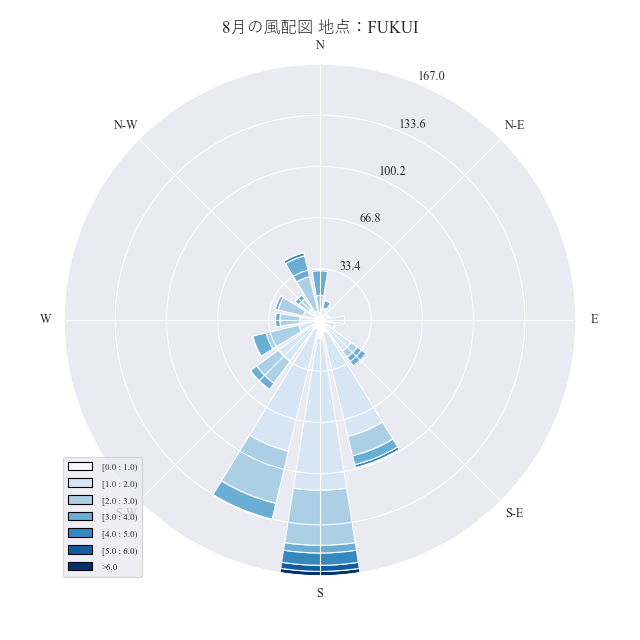 8月の風配図 地点：FUKUI
N
167.0
N-W
N-E
133.6
100.2
66.8
33.4
W
E
[0.0 : 1.0)
[1.0 : 2.0)
[2.0 : 3.0)
[3.0 : 4.0)
S-W
S-E
[4.0 : 5.0)
[5.0 : 6.0)
>6.0
S